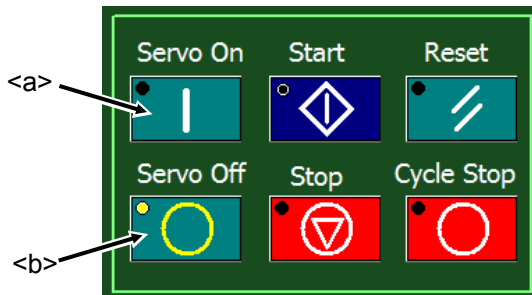 Servo On Start Reset
<a>
Servo Off Stop Cycle Stop
<b>